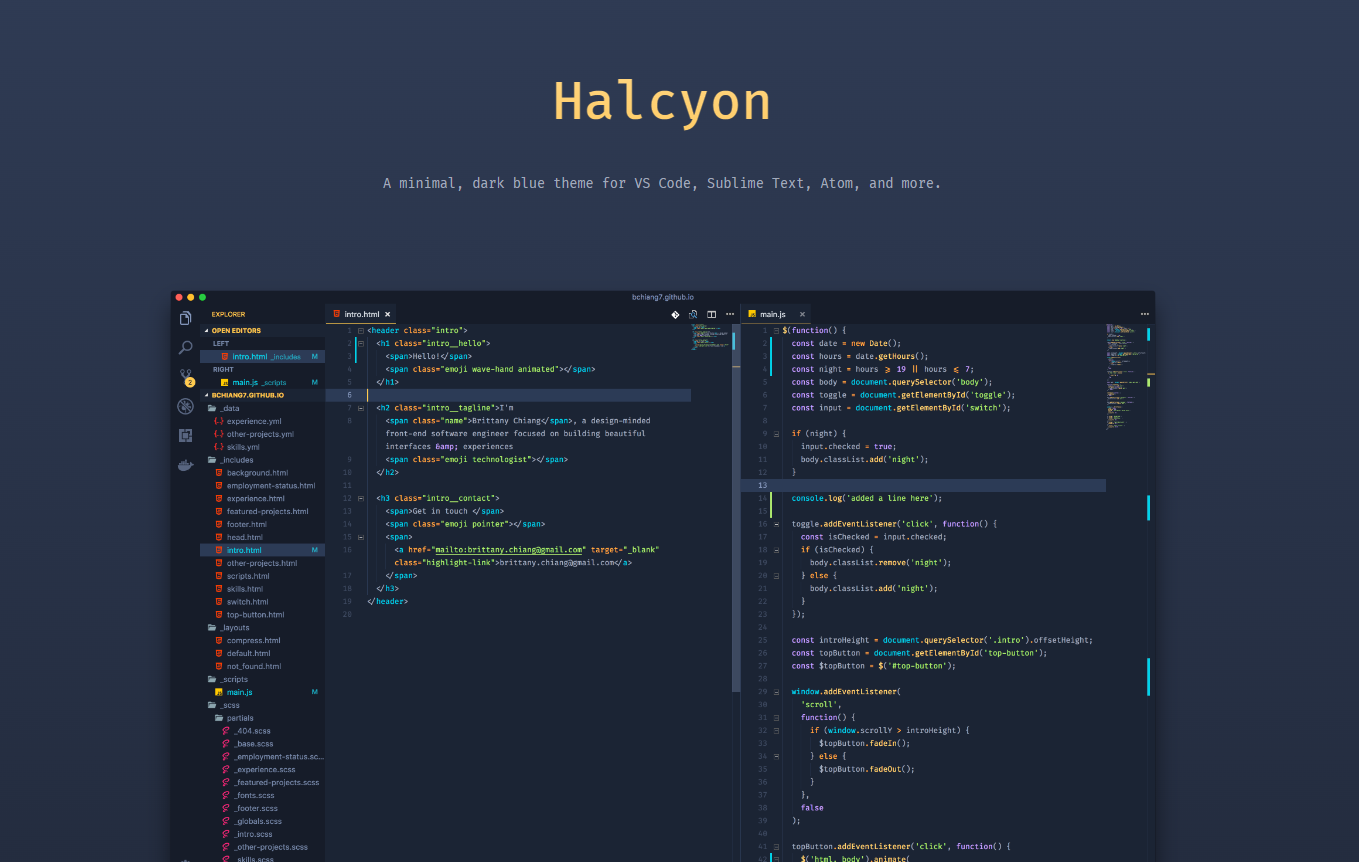 Halcyon
A minimal, dark blue theme for VS Code, Sublime Text, Atom, and more.
bchiang7.github.io
EXPLORER
OPEN EDITORS
LEFT
intro.html _includes M
RIGHT
main.js _scripts M
2
BCHIANG7.GITHUB.IO
_data
experience.yml
other-projects.yml
skills.yml
_includes
background.html
employment-status.html
experience.html
featured-projects.html
footer.html
head.html
intro.html M
other-projects.html
scripts.html
skills.html
switch.html
top-button.html
_layouts
compress.html
default.html
not_found.html
_scripts
main.js M
_scss
partials
_404.scss
_base.scss
_employment-status.sc...
_experience.scss
_featured-projects.scss
_fonts.scss
_footer.scss
_globals.scss
_intro.scss
_other-projects.scss
_skills.scss
intro.html ×
1 <header class="intro">
2 <h1 class="intro__hello">
3 <span>Hello!</span>
4 <span class="emoji wave-hand animated"></span>
5 </h1>
6
7 <h2 class="intro__tagline">I'm
8 <span class="name">Brittany Chiang</span>, a design-minded
front-end software engineer focused on building beautiful
interfaces &amp; experiences
9 <span class="emoji technologist"></span>
10 </h2>
11
12 <h3 class="intro__contact">
13 <span>Get in touch </span>
14 <span class="emoji pointer"></span>
15 <span>
16 <a href="mailto:brittany.chiang@gmail.com" target="_blank"
class="highlight-link">brittany.chiang@gmail.com</a>
17 </span>
18 </h3>
19 </header>
20
main.js ×
1 $(function() {
2 const date = new Date();
3 const hours = date.getHours();
4 const night = hours ⩾ 19 || hours ⩽ 7;
5 const body = document.querySelector('body');
6 const toggle = document.getElementById('toggle');
7 const input = document.getElementById('switch');
8
9 if (night) {
10 input.checked = true;
11 body.classList.add('night');
12 }
13
14 console.log('added a line here');
15
16 toggle.addEventListener('click', function() {
17 const isChecked = input.checked;
18 if (isChecked) {
19 body.classList.remove('night');
20 } else {
21 body.classList.add('night');
22 }
23 });
24
25 const introHeight = document.querySelector('.intro').offsetHeight;
26 const topButton = document.getElementById('top-button');
27 const $topButton = $('#top-button');
28
29 window.addEventListener(
30 'scroll',
31 function() {
32 if (window.scrollY > introHeight) {
33 $topButton.fadeIn();
34 } else {
35 $topButton.fadeOut();
36 }
37 },
38 false
39 );
40
41 topButton.addEventListener('click', function() {
42 $('html, body').animate(